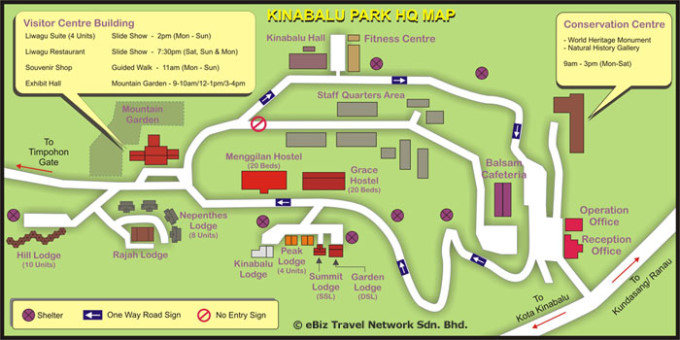 KINABALU PARK HQ MAP
Visitor Centre Building
Liwagu Suite (4 Units) Slide Show - 2pm (Mon - Sun)
Liwagu Restaurant Slide Show - 7:30pm (Sat, Sun & Mon)
Souvenir Shop Guided Walk - 11am (Mon - Sun)
Exhibit Hall Mountain Garden - 9-10am/12-1pm/3-4pm
Conservation Centre
- World Heritage Monument
- Natural History Gallery
9am - 3pm (Mon-Sat)
Kinabalu Hall
Fitness Centre
Staff Quarters Area
Mountain
Garden
To
Timpohon
Gate
Menggilan Hostel
(20 Beds)
Grace
Hostel
(20 Beds)
Balsam
Cafeteria
Operation
Office
Reception
Office
Nepenthes
Lodge
(8 Units)
Hill Lodge
(10 Units)
Rajah Lodge
Kinabalu
Lodge
Peak
Lodge
(4 Units)
Summit
Lodge
(SSL)
Garden
Lodge
(DSL)
To
Kota Kinabalu
To
Kundasang/ Ranau
Shelter
One Way Road Sign
No Entry Sign
© eBiz Travel Network Sdn. Bhd.